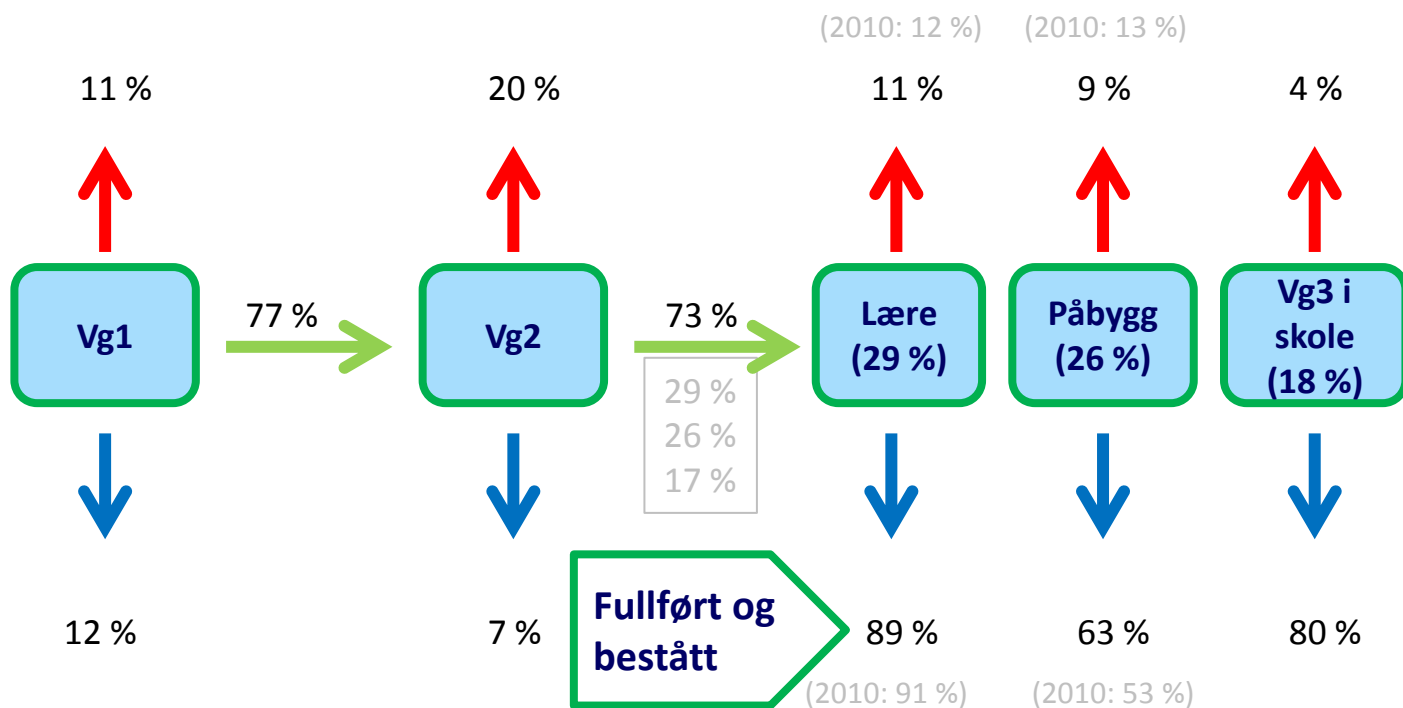 (2010: 12 %) (2010: 13 %)
11 % 20 % 11 % 9 % 4 %
Vg1
77 %
Vg2
73 %
29 %
26 %
17 %
Lære
(29 %)
Påbygg
(26 %)
Vg3 i
skole
(18 %)
12 % 7 %
Fullført og
bestått
89 % 63 % 80 %
(2010: 91 %) (2010: 53 %)